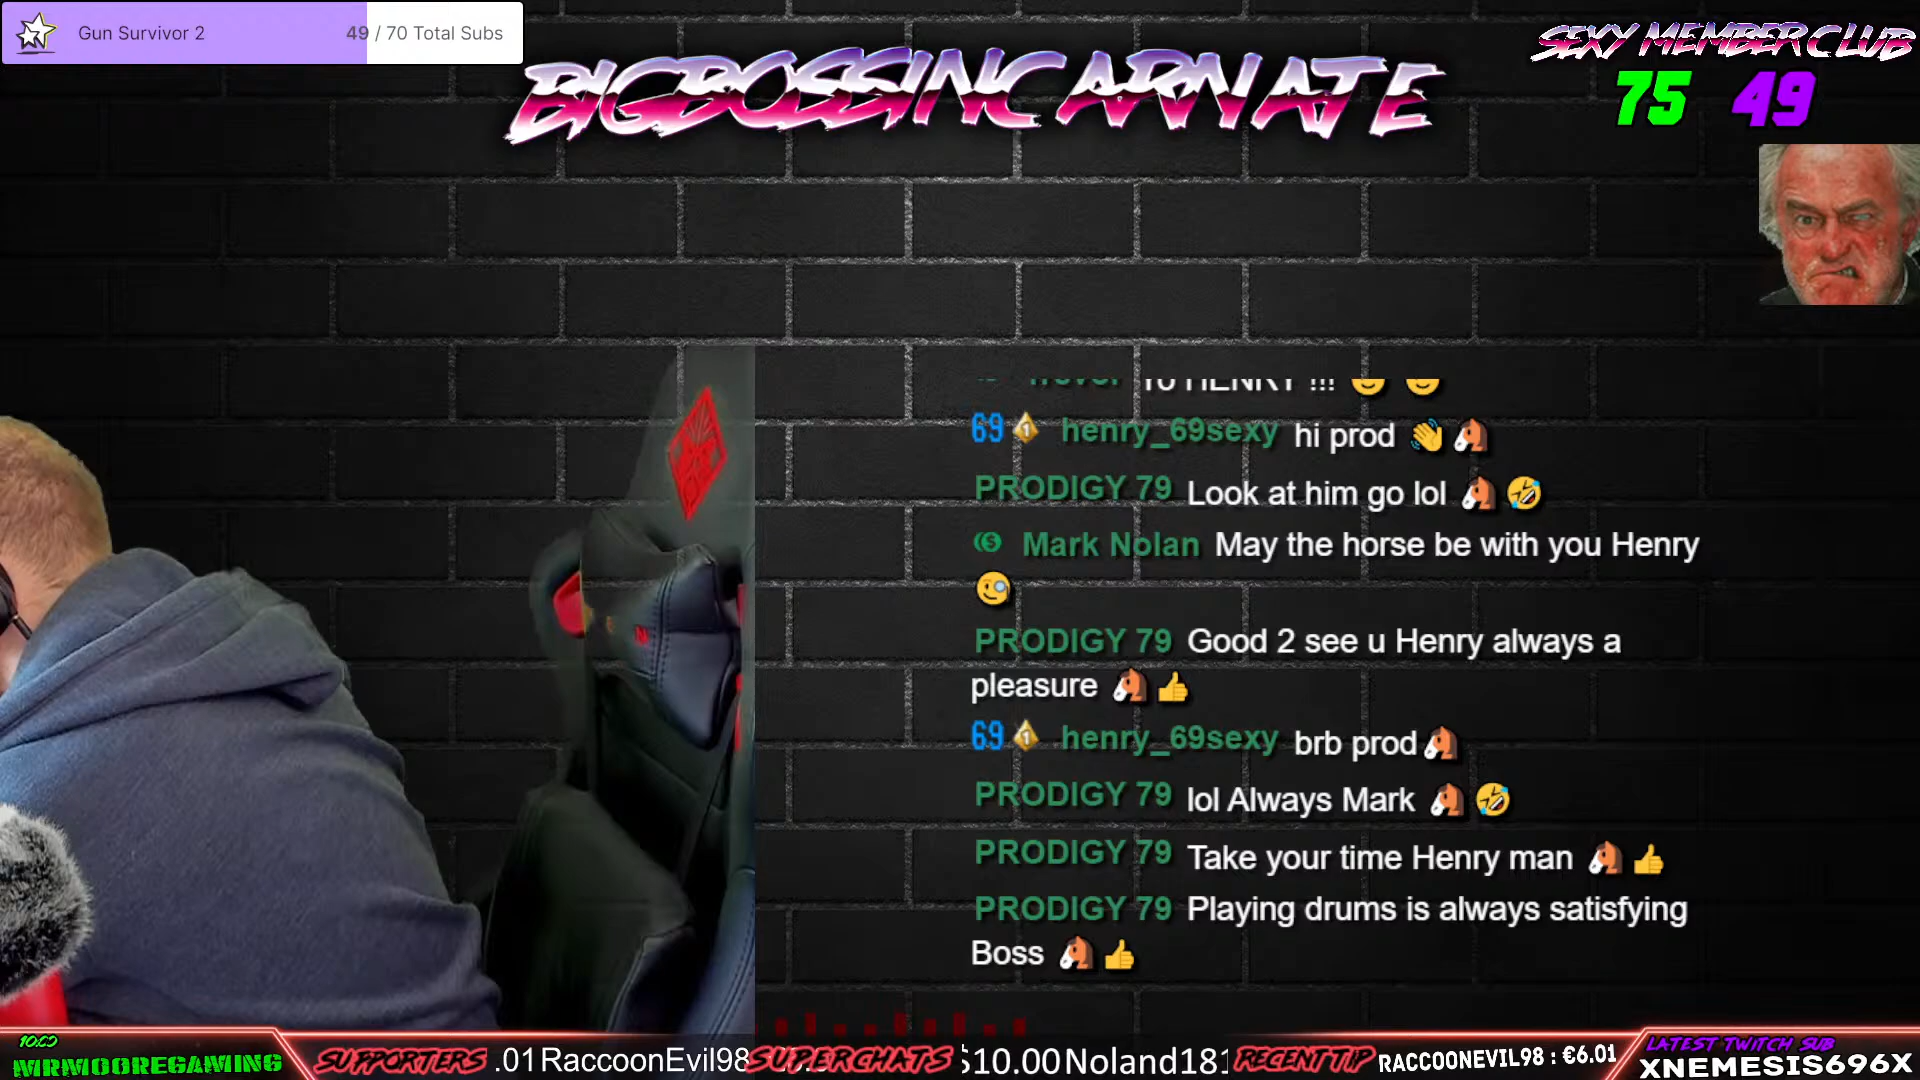 Gun Survivor 2 49 / 70 Total Subs
SEXY MEMBER CLUB
BIGBOSSINCARNATE
75 49
TO HENRY !!!
69 henry_69sexy hi prod
PRODIGY 79 Look at him go lol
Mark Nolan May the horse be with you Henry
PRODIGY 79 Good 2 see u Henry always a
pleasure
69 henry_69sexy brb prod
PRODIGY 79 lol Always Mark
PRODIGY 79 Take your time Henry man
PRODIGY 79 Playing drums is always satisfying
Boss
MRMOOREGAMING
SUPPORTERS .01 RaccoonEvil98
SUPERCHATS $10.00 Noland181
RECENT TIP RACCOONEVIL98 : €6.01
LATEST TWITCH SUB
XNEMESIS696X